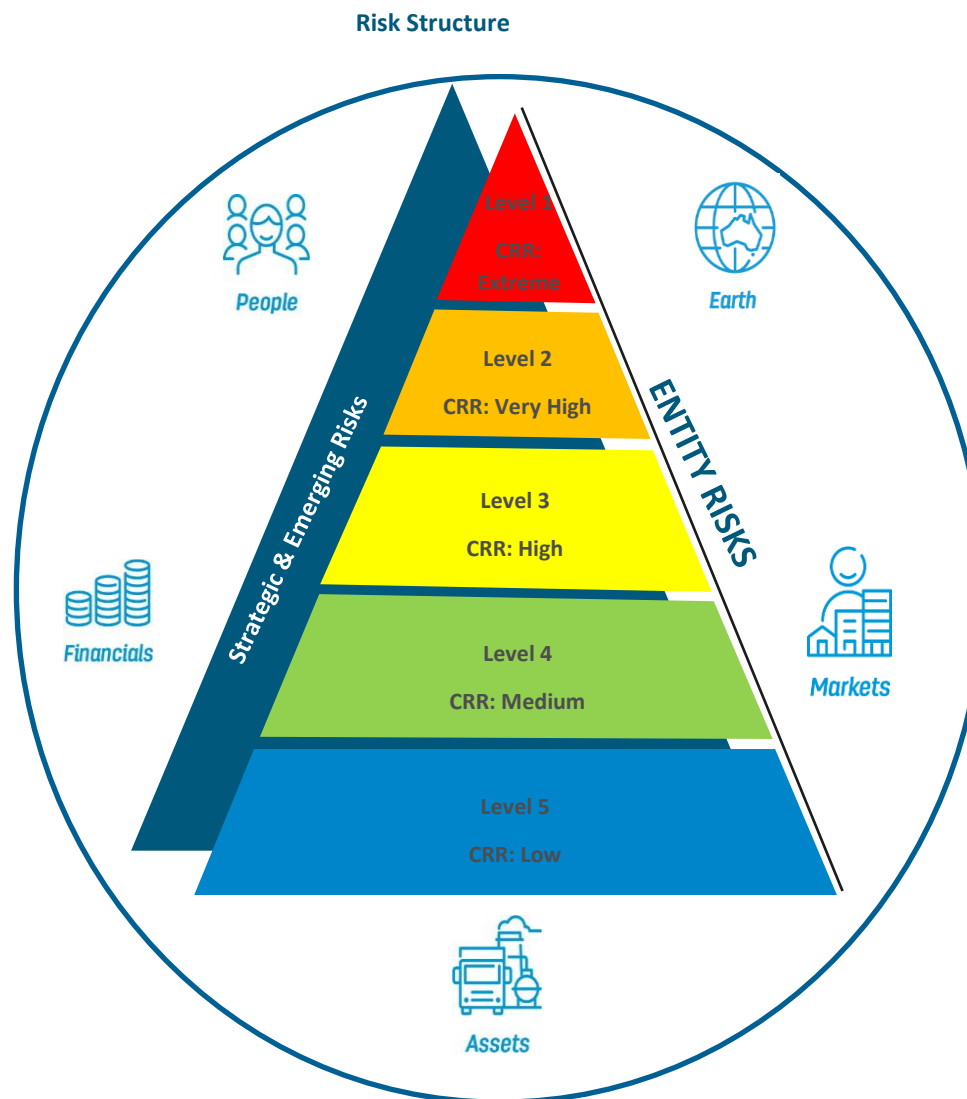 Risk Structure
People
Earth
Level 1
CRR:
Extreme
Level 2
CRR: Very High
Strategic & Emerging Risks
ENTITY RISKS
Level 3
CRR: High
Financials
Markets
Level 4
CRR: Medium
Level 5
CRR: Low
Assets